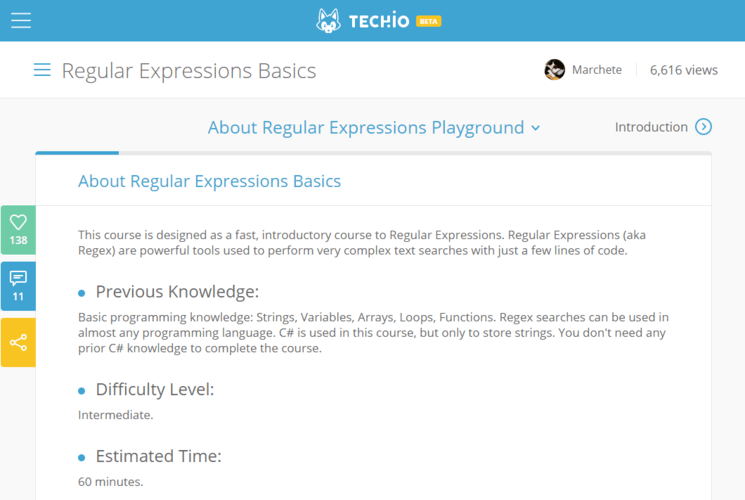 TECH.IO BETA
Regular Expressions Basics
Marchete
6,616 views
About Regular Expressions Playground
Introduction
About Regular Expressions Basics
138
11
This course is designed as a fast, introductory course to Regular Expressions. Regular Expressions (aka
Regex) are powerful tools used to perform very complex text searches with just a few lines of code.
Previous Knowledge:
Basic programming knowledge: Strings, Variables, Arrays, Loops, Functions. Regex searches can be used in
almost any programming language. C# is used in this course, but only to store strings. You don't need any
prior C# knowledge to complete the course.
Difficulty Level:
Intermediate.
Estimated Time:
60 minutes.